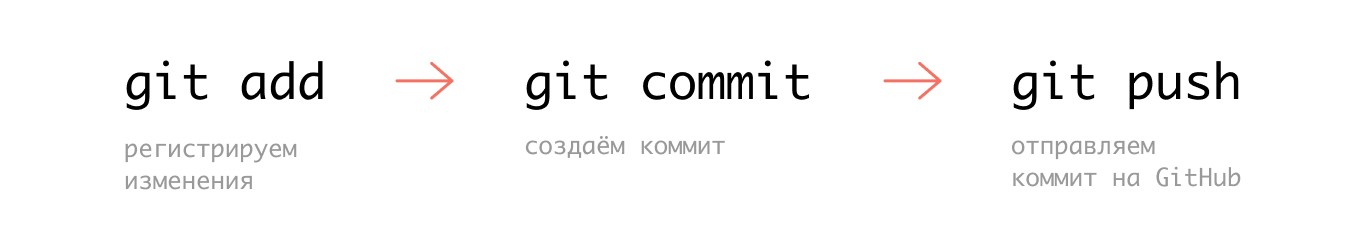 git add → git commit → git push
регистрируем
изменения
создаём коммит
отправляем
коммит на GitHub